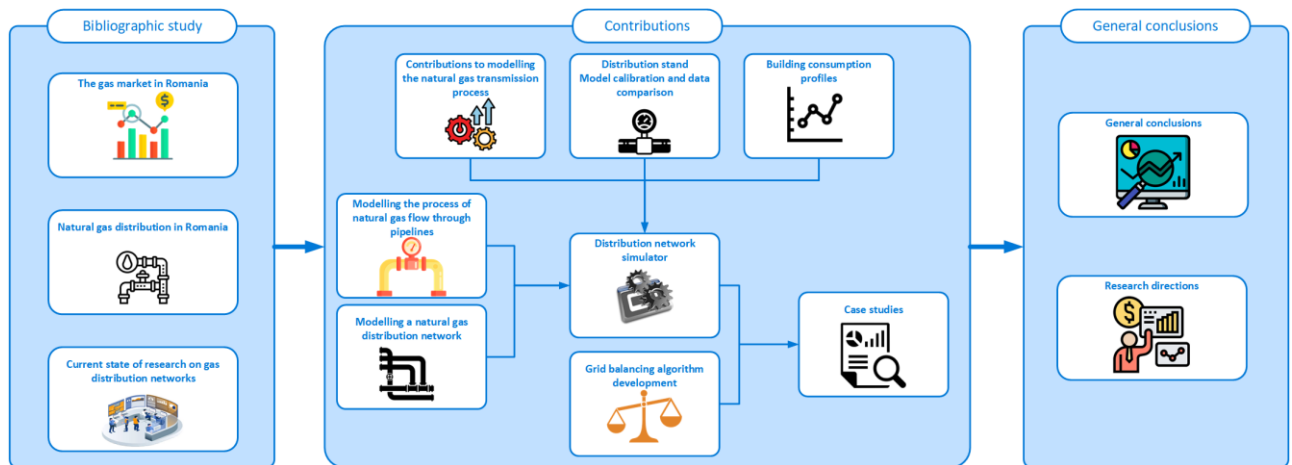 Bibliographic study
The gas market in Romania
Natural gas distribution in Romania
Current state of research on gas
distribution networks
Contributions
Contributions to modelling
the natural gas transmission
process
Distribution stand
Model calibration and data
comparison
Building consumption
profiles
Modelling the process of
natural gas flow through
pipelines
Modelling a natural gas
distribution network
Distribution network
simulator
Grid balancing algorithm
development
Case studies
General conclusions
General conclusions
Research directions